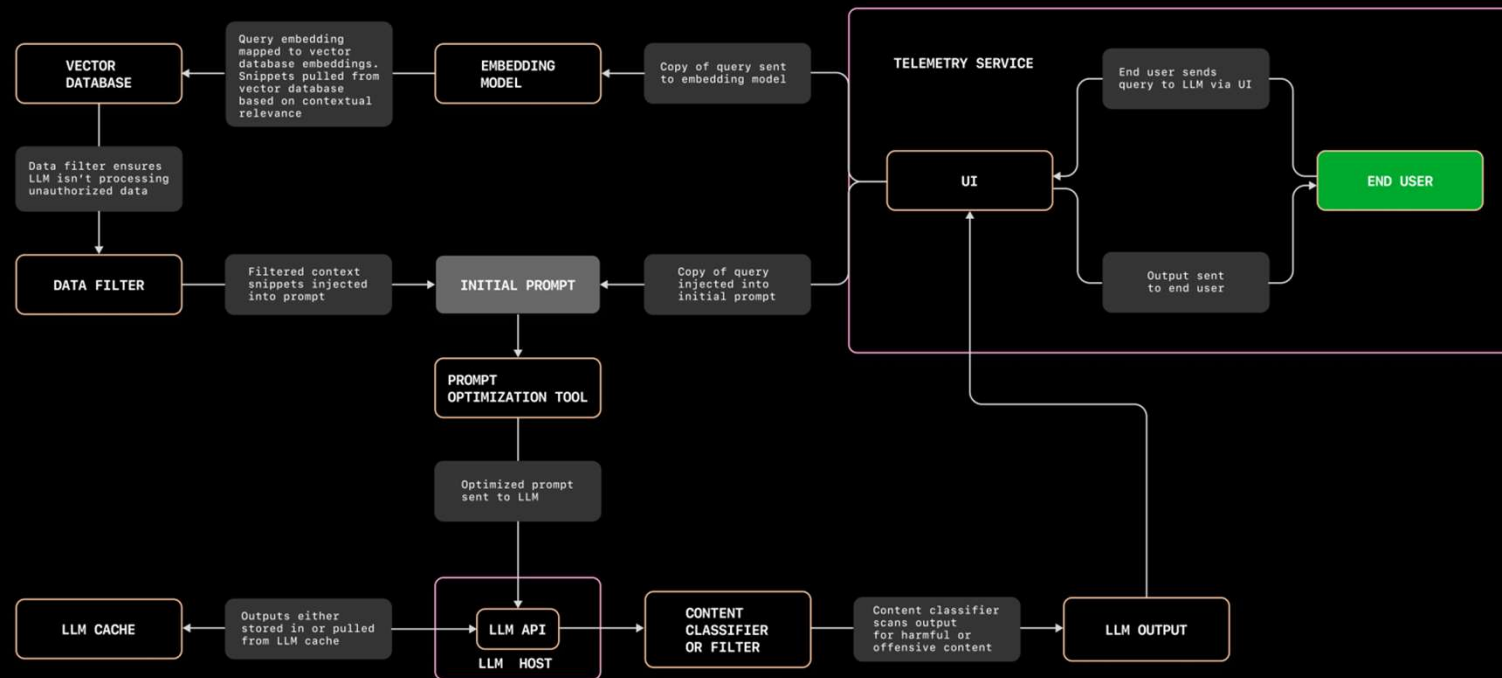 VECTOR
DATABASE
Query embedding
mapped to vector
database embeddings.
Snippets pulled from
vector database
based on contextual
relevance
EMBEDDING
MODEL
Copy of query sent
to embedding model
TELEMETRY SERVICE
End user sends
query to LLM via UI
Data filter ensures
LLM isn't processing
unauthorized data
UI
END USER
DATA FILTER
Filtered context
snippets injected
into prompt
INITIAL PROMPT
Copy of query
injected into
initial prompt
Output sent
to end user
PROMPT
OPTIMIZATION TOOL
Optimized prompt
sent to LLM
LLM CACHE
Outputs either
stored in or pulled
from LLM cache
LLM API
LLM HOST
CONTENT
CLASSIFIER
OR FILTER
Content classifier
scans output
for harmful or
offensive content
LLM OUTPUT